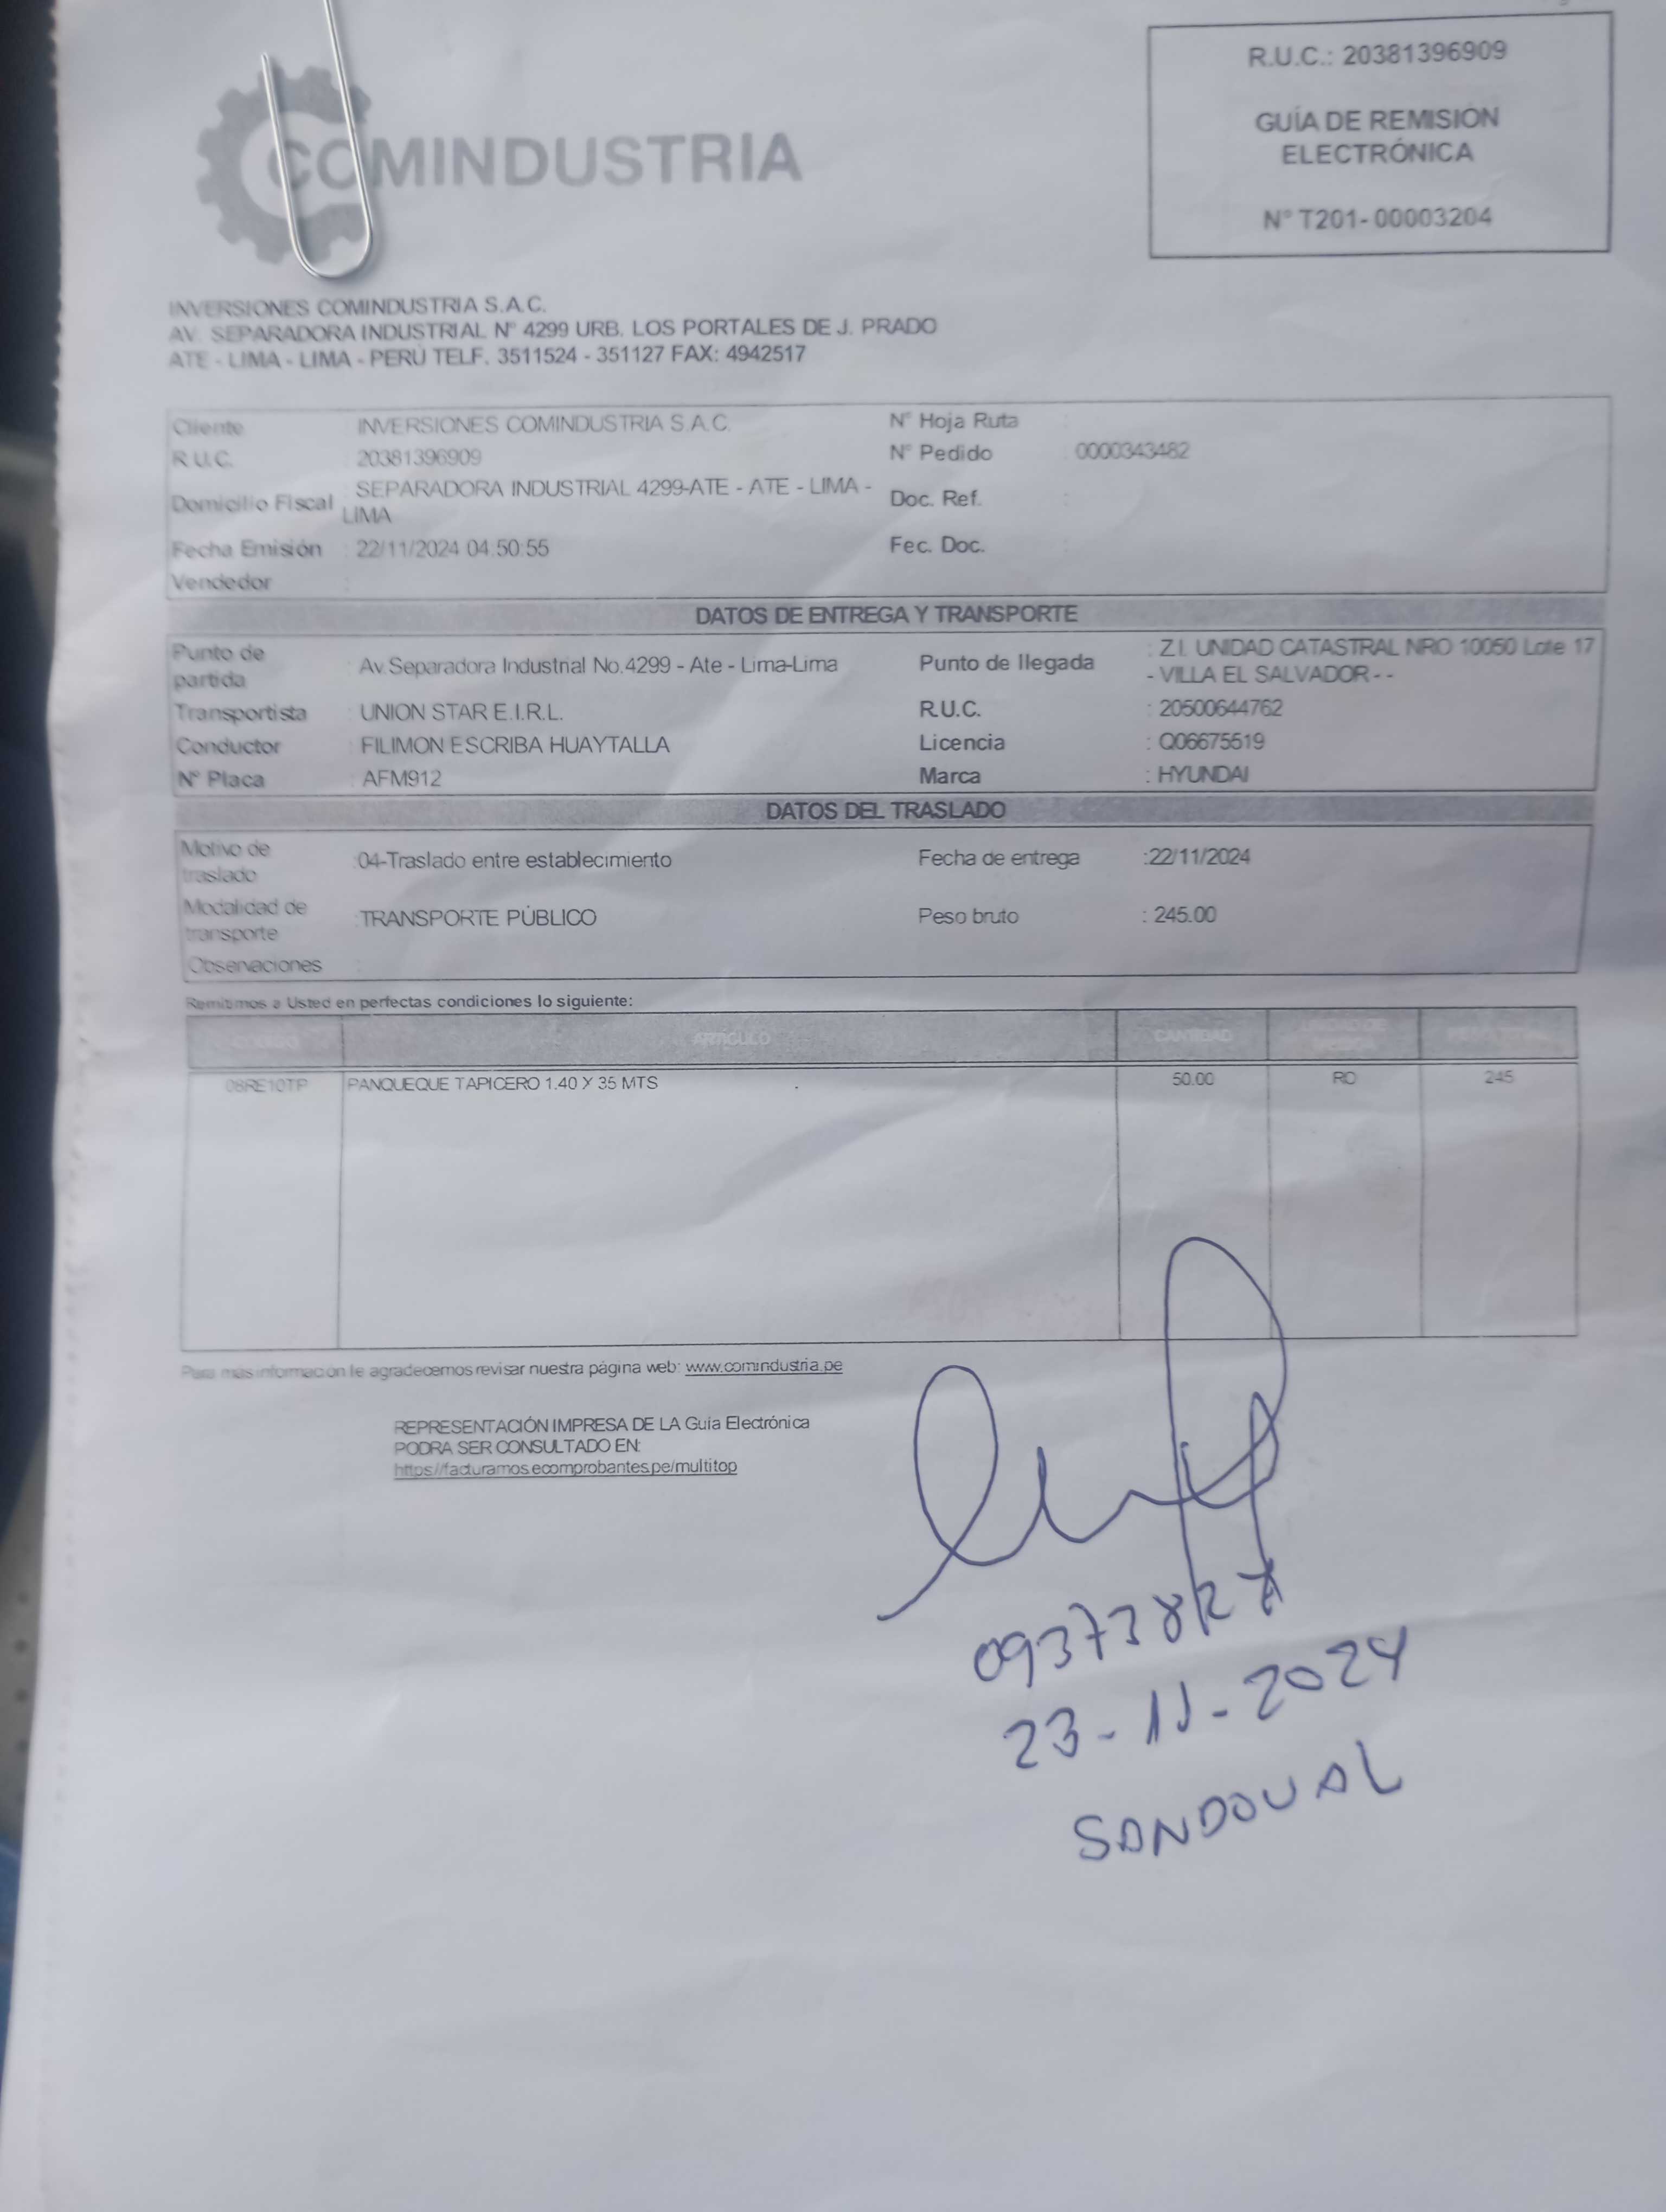 R.U.C.: 20381396909
GUÍA DE REMISIÓN
ELECTRÓNICA
N° T201- 00003204
COMINDUSTRIA
INVERSIONES COMINDUSTRIA S.A.C.
AV. SEPARADORA INDUSTRIAL N° 4299 URB. LOS PORTALES DE J. PRADO
ATE - LIMA - LIMA - PERÚ TELF. 3511524 - 351127 FAX: 4942517
Cliente INVERSIONES COMINDUSTRIA S.A.C. N° Hoja Ruta
R.U.C. 20381396909 N° Pedido : 0000343482
Domicilio Fiscal SEPARADORA INDUSTRIAL 4299-ATE - ATE - LIMA - LIMA Doc. Ref. :
Fecha Emisión : 22/11/2024 04:50:55 Fec. Doc. :
Vendedor :
DATOS DE ENTREGA Y TRANSPORTE
Punto de partida : Av.Separadora Industrial No.4299 - Ate - Lima-Lima Punto de llegada : Z.I. UNIDAD CATASTRAL NRO 10050 Lote 17 - VILLA EL SALVADOR - -
Transportista : UNION STAR E.I.R.L. R.U.C. : 20500644762
Conductor : FILIMON ESCRIBA HUAYTALLA Licencia : Q06675519
N° Placa : AFM912 Marca : HYUNDAI
DATOS DEL TRASLADO
Motivo de traslado :04-Traslado entre establecimiento Fecha de entrega :22/11/2024
Modalidad de transporte :TRANSPORTE PÚBLICO Peso bruto : 245.00
Observaciones :
Remitimos a Usted en perfectas condiciones lo siguiente:
ARTÍCULO CANTIDAD
08RE10TP PANQUEQUE TAPICERO 1.40 X 35 MTS 50.00 RO 245
Para más informacion le agradecemos revisar nuestra página web: www.comindustria.pe
REPRESENTACIÓN IMPRESA DE LA Guía Electrónica
PODRA SER CONSULTADO EN:
https://facturamos.ecomprobantes.pe/multitop
23-11-2024
SANDOVAL